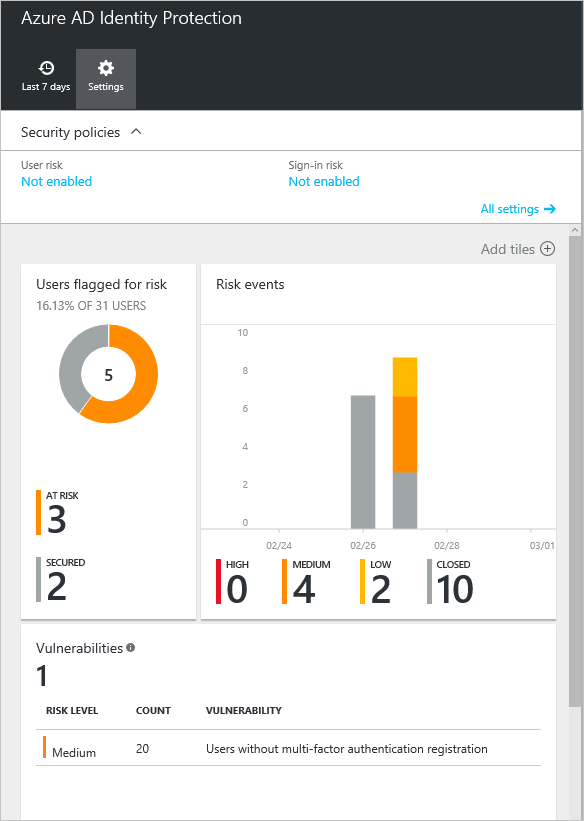 Azure AD Identity Protection
Last 7 days
Settings
Security policies
User risk
Sign-in risk
Not enabled
Not enabled
All settings
Add tiles
Users flagged for risk
16.13% OF 31 USERS
5
AT RISK
3
SECURED
2
Risk events
10
8
6
4
2
0
02/24
02/26
02/28
03/01
HIGH
0
MEDIUM
4
LOW
2
CLOSED
10
Vulnerabilities
1
RISK LEVEL COUNT VULNERABILITY
Medium 20 Users without multi-factor authentication registration